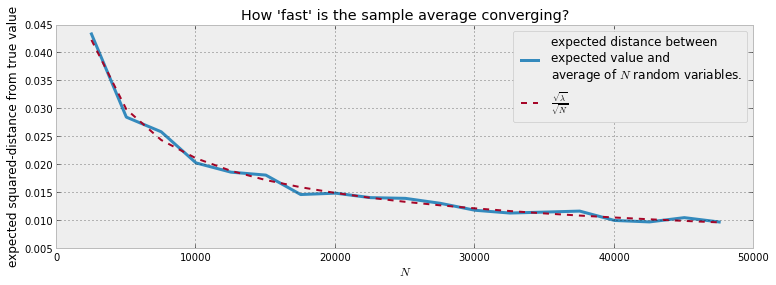 How 'fast' is the sample average converging?
expected squared-distance from true value
0.045
0.040
0.035
0.030
0.025
0.020
0.015
0.010
0.005
0
10000
20000
30000
40000
50000
N
expected distance between
expected value and
average of N random variables.
√λ
√N